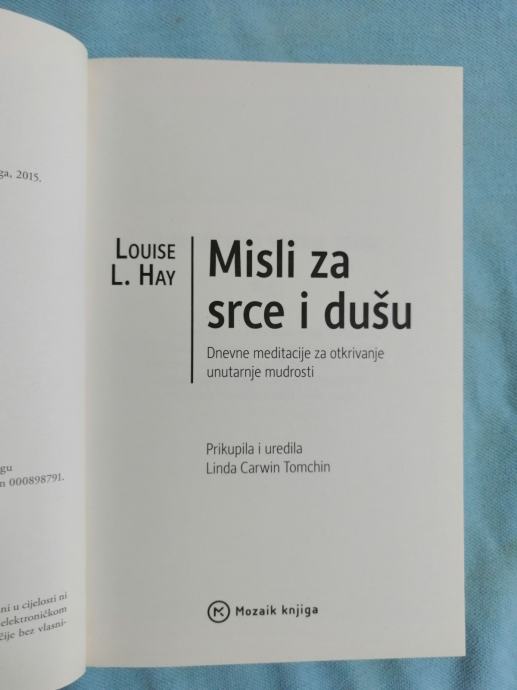 ga, 2015.
gu
n 000898791.
ni u cijelosti ni
elektroničkom
čije bez vlasni-
LOUISE
L. HAY
Misli za
srce i dušu
Dnevne meditacije za otkrivanje
unutarnje mudrosti
Prikupila i uredila
Linda Carwin Tomchin
Mozaik knjiga